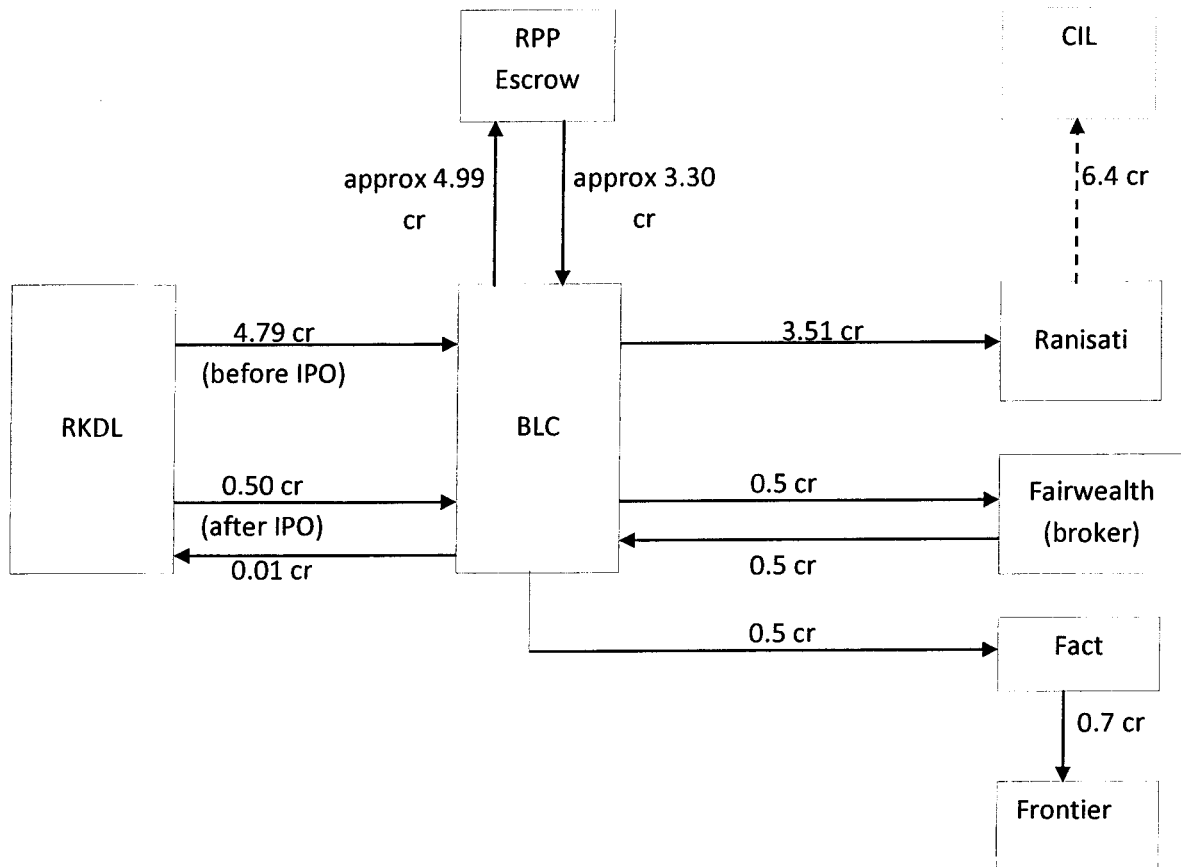 RPP
Escrow
CIL
approx 4.99
cr
approx 3.30
cr
6.4 cr
RKDL
4.79 cr
(before IPO)
BLC
3.51 cr
Ranisati
0.50 cr
(after IPO)
0.01 cr
0.5 cr
0.5 cr
Fairwealth
(broker)
0.5 cr
Fact
0.7 cr
Frontier